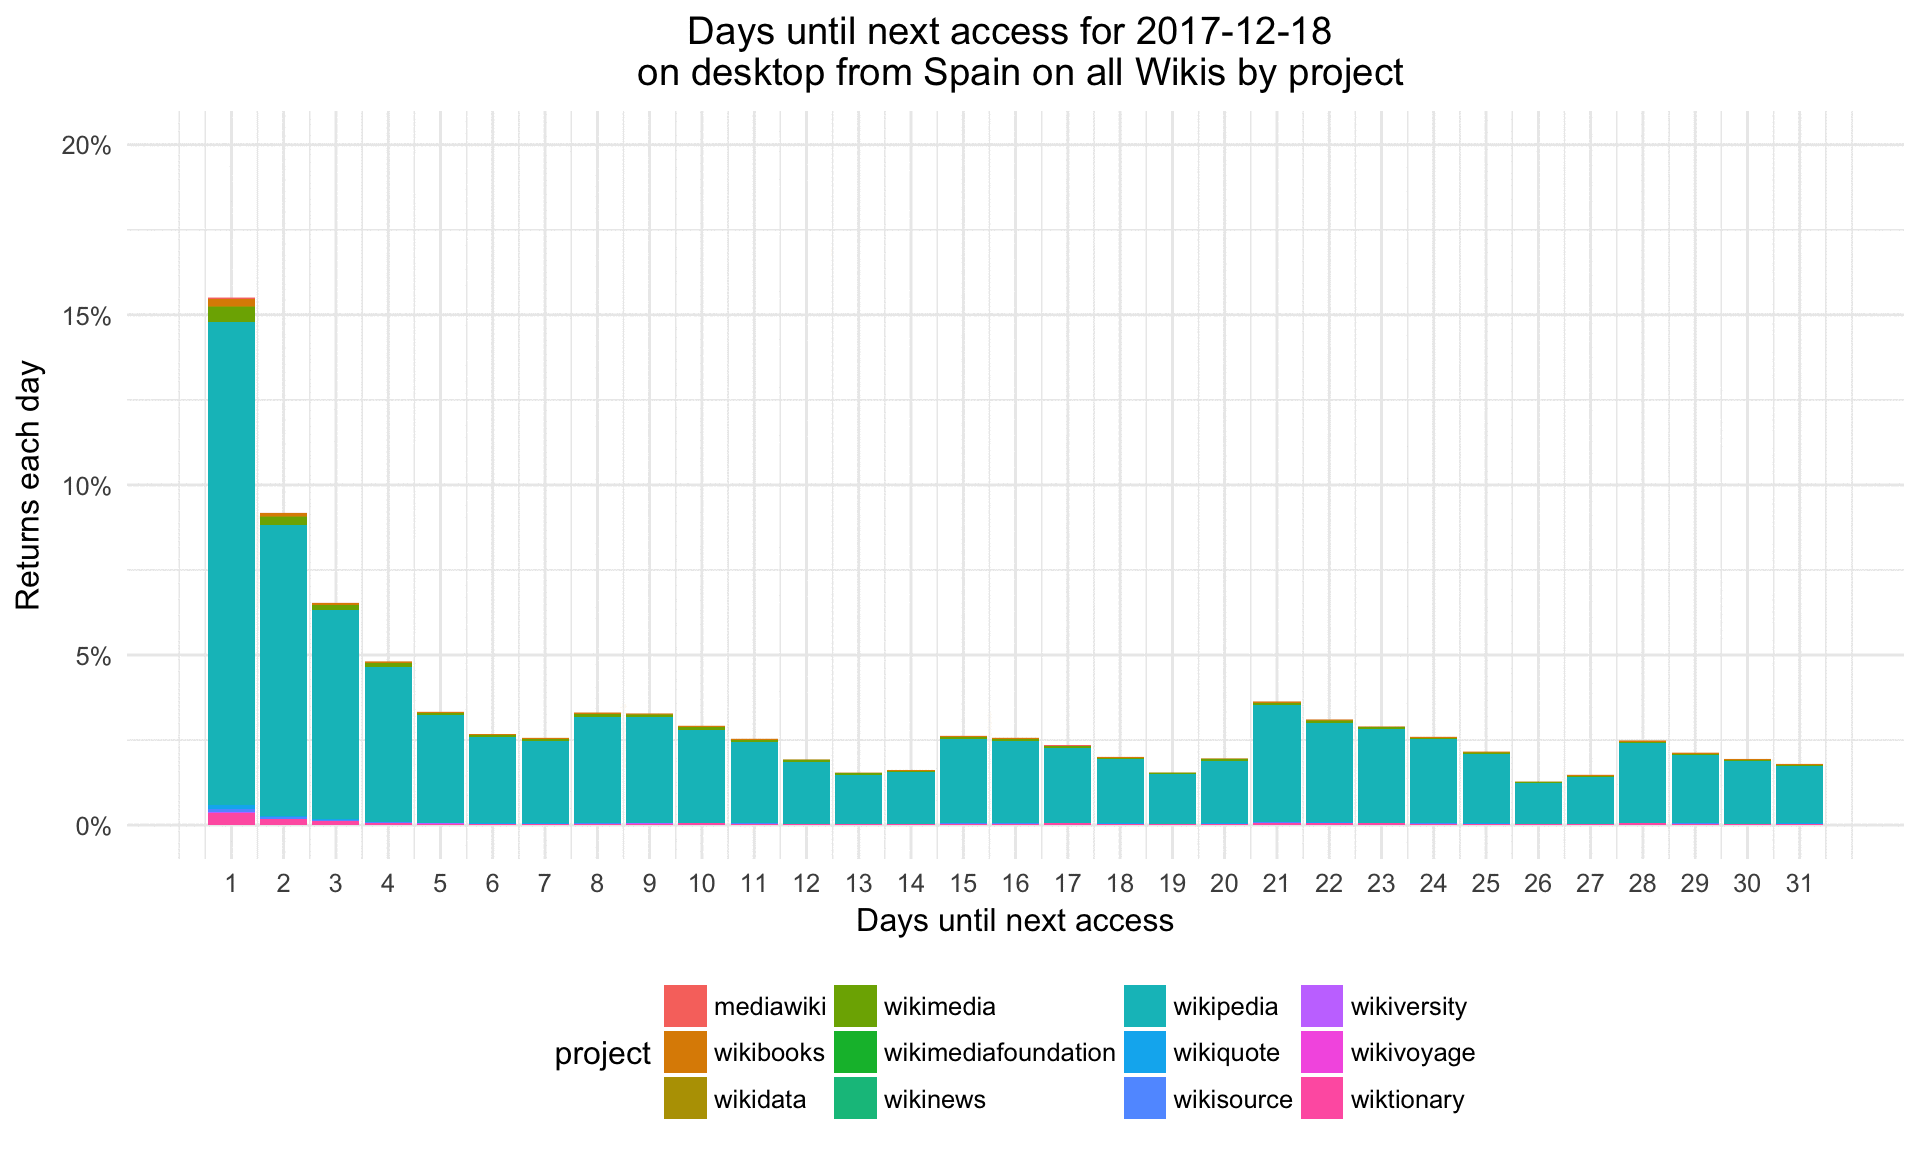 Days until next access for 2017-12-18
on desktop from Spain on all Wikis by project
20%
15%
10%
5%
0%
Returns each day
1 2 3 4 5 6 7 8 9 10 11 12 13 14 15 16 17 18 19 20 21 22 23 24 25 26 27 28 29 30 31
Days until next access
project
mediawiki
wikibooks
wikidata
wikimedia
wikimediafoundation
wikinews
wikipedia
wikiquote
wikisource
wikiversity
wikivoyage
wiktionary